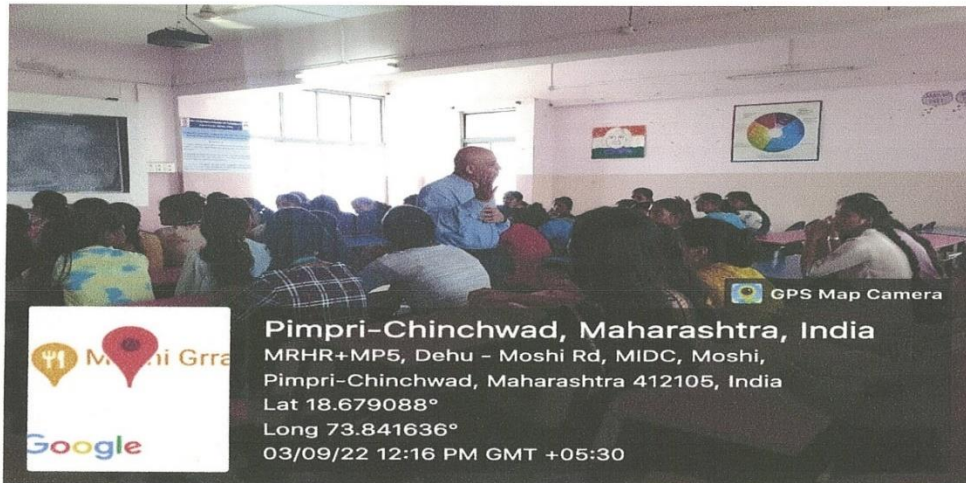 GPS Map Camera
Pimpri-Chinchwad, Maharashtra, India
MRHR+MP5, Dehu - Moshi Rd, MIDC, Moshi,
Pimpri-Chinchwad, Maharashtra 412105, India
Lat 18.679088°
Long 73.841636°
03/09/22 12:16 PM GMT +05:30
Google